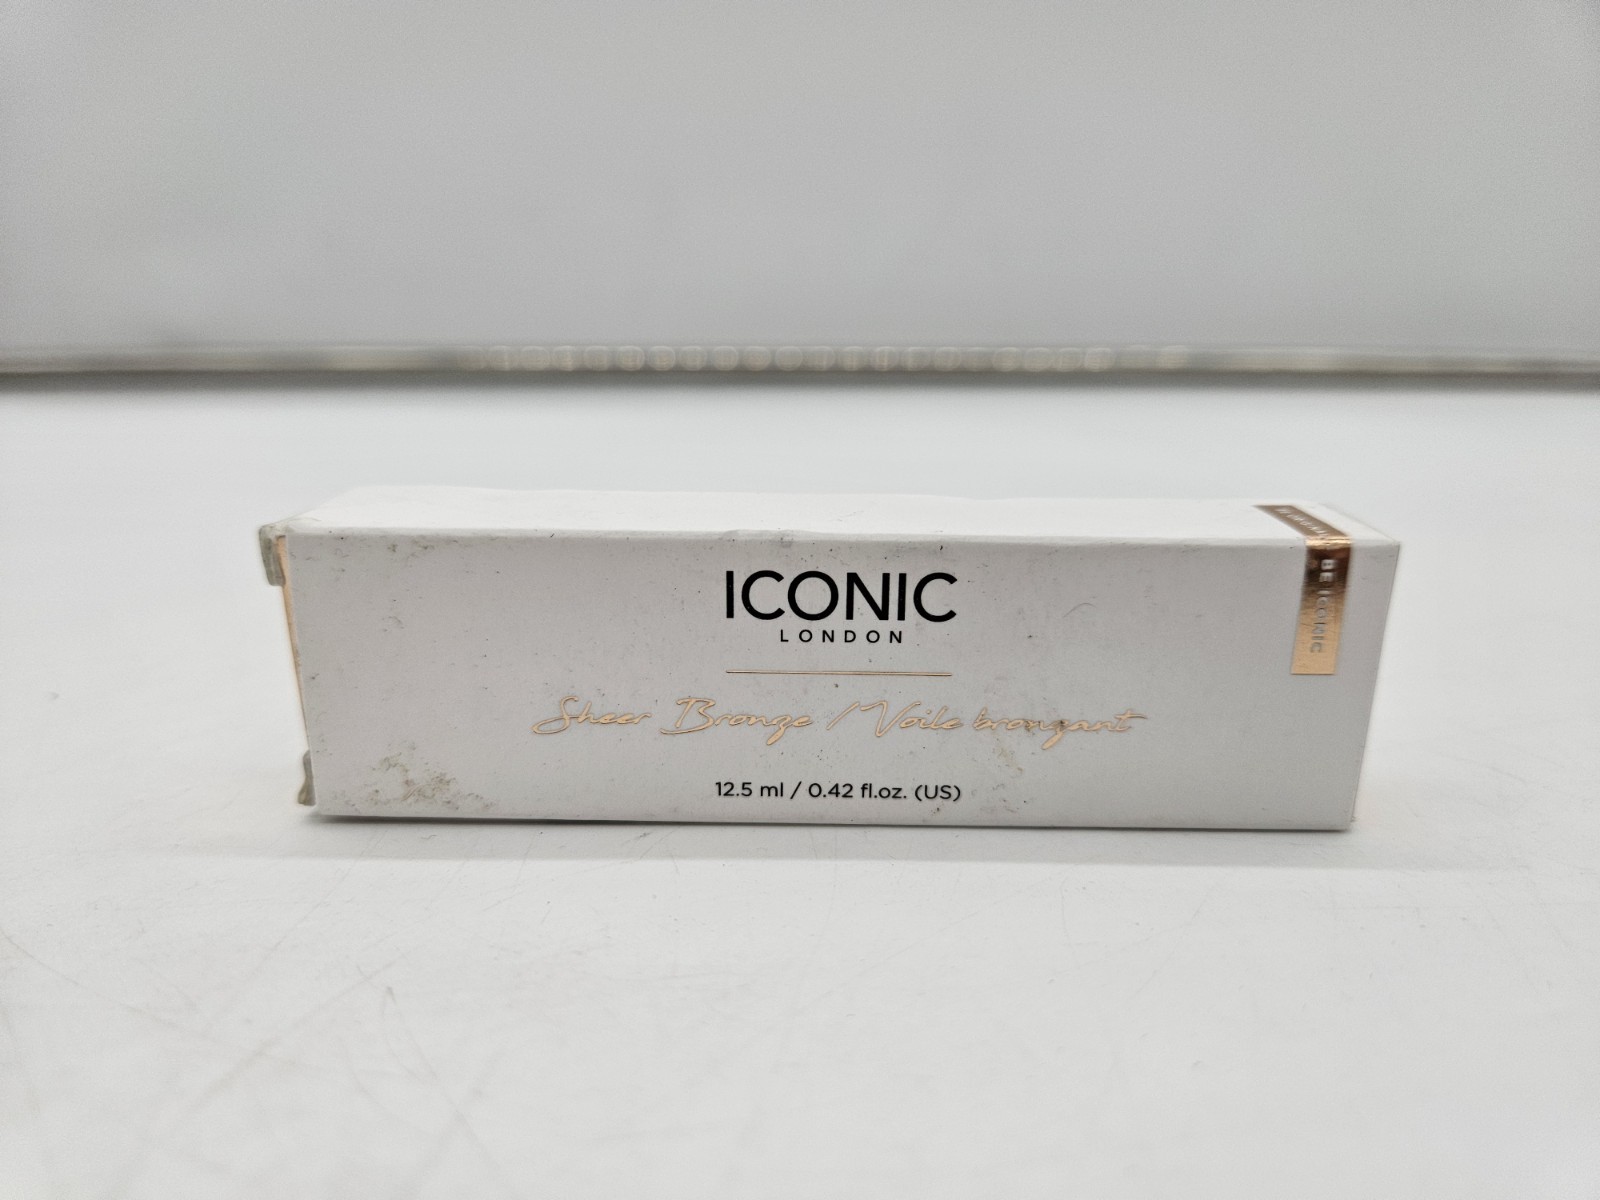 ICONIC
LONDON
Sheer Bronze / Voile bronzant
12.5 ml / 0.42 fl.oz. (US)
BE ICONIC